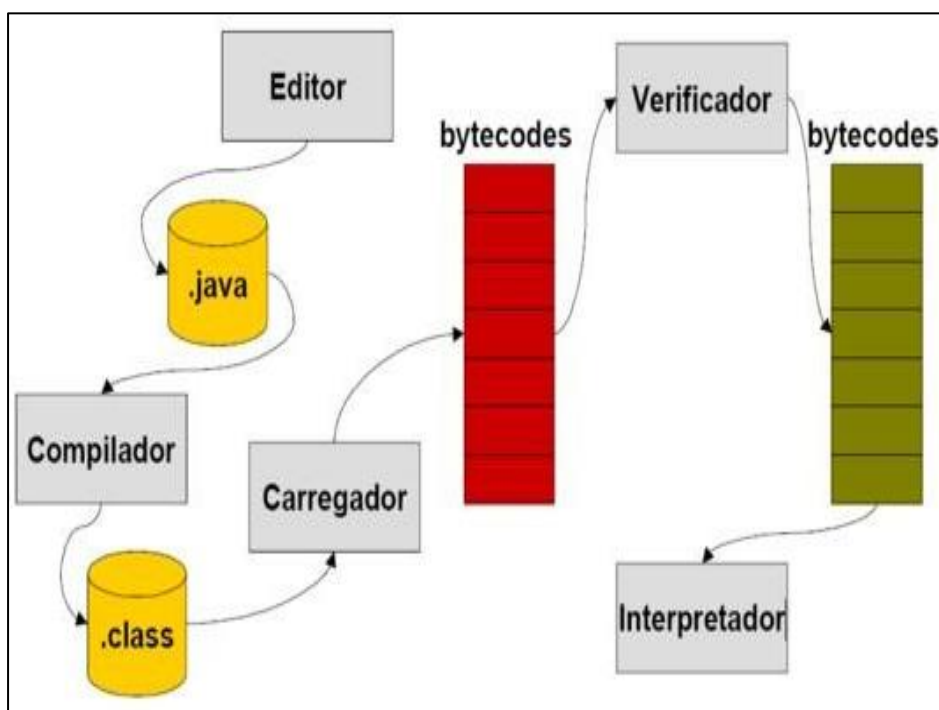 Editor
.java
Compilador
.class
Carregador
bytecodes
Verificador
bytecodes
Interpretador